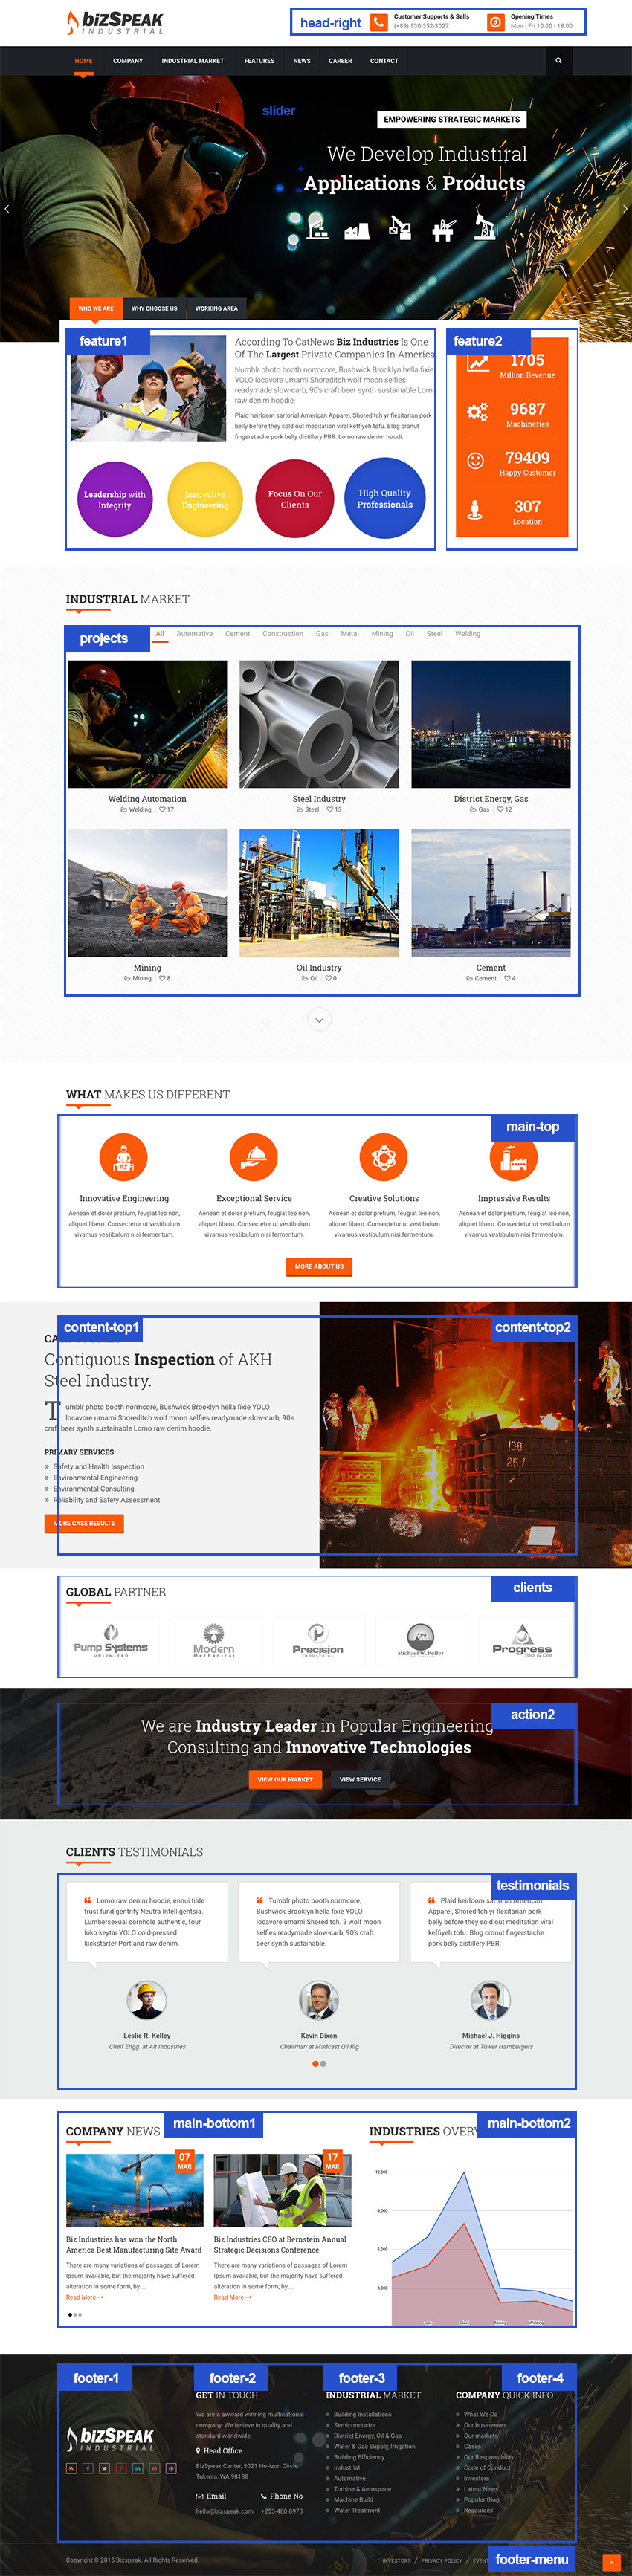 bizSPEAK
INDUSTRIAL
head-right
Customer Supports & Sells
(+89) 530-352-3027
Opening Times
Mon - Fri 10.00 - 18.00
HOME COMPANY INDUSTRIAL MARKET FEATURES NEWS CAREER CONTACT
slider
EMPOWERING STRATEGIC MARKETS
We Develop Industiral
Applications & Products
WHO WE ARE WHY CHOOSE US WORKING AREA
feature1
According To CatNews Biz Industries Is One
Of The Largest Private Companies In America
Numblr photo booth normcore, Bushwick Brooklyn hella fixie
YOLO locavore umami Shoreditch wolf moon selfies
readymade slow-carb, 90's craft beer synth sustainable Lomo
raw denim hoodie.
Plaid heirloom sartorial American Apparel, Shoreditch yr flexitarian pork
belly before they sold out meditation viral keffiyeh tofu. Blog cronut
fingerstache pork belly distillery PBR. Lomo raw denim hoodi.
Leadership with
Integrity
Innovative
Engineering
Focus On Our
Clients
High Quality
Professionals
feature2
1705
Million Revenue
9687
Machineries
79409
Happy Customer
307
Location
INDUSTRIAL MARKET
projects
All Automative Cement Construction Gas Metal Mining Oil Steel Welding
Welding Automation
Welding 17
Steel Industry
Steel 13
District Energy, Gas
Gas 12
Mining
Mining 8
Oil Industry
Oil 0
Cement
Cement 4
WHAT MAKES US DIFFERENT
main-top
Innovative Engineering
Aenean et dolor pretium, feugiat leo non,
aliquet libero. Consectetur ut vestibulum
vivamus vestibulum nisi fermentum.
Exceptional Service
Aenean et dolor pretium, feugiat leo non,
aliquet libero. Consectetur ut vestibulum
vivamus vestibulum nisi fermentum.
Creative Solutions
Aenean et dolor pretium, feugiat leo non,
aliquet libero. Consectetur ut vestibulum
vivamus vestibulum nisi fermentum.
Impressive Results
Aenean et dolor pretium, feugiat leo non,
aliquet libero. Consectetur ut vestibulum
vivamus vestibulum nisi fermentum.
MORE ABOUT US
content-top1
content-top2
CA
Contiguous Inspection of AKH
Steel Industry.
Tumblr photo booth normcore, Bushwick Brooklyn hella fixie YOLO
locavore umami Shoreditch wolf moon selfies readymade slow-carb, 90's
craft beer synth sustainable Lomo raw denim hoodie.
PRIMARY SERVICES
Safety and Health Inspection
Environmental Engineering
Environmental Consulting
Reliability and Safety Assessment
MORE CASE RESULTS
GLOBAL PARTNER
clients
Pump Systems
UNLIMITED
Modern
Mechanical
Precision
INDUSTRIAL
Michael W. Peiler
Progress
Tool & Die
action2
We are Industry Leader in Popular Engineering
Consulting and Innovative Technologies
VIEW OUR MARKET VIEW SERVICE
CLIENTS TESTIMONIALS
testimonials
Lomo raw denim hoodie, ennui tilde
trust fund gentrify Neutra Intelligentsia.
Lumbersexual cornhole authentic, four
loko keytar YOLO cold-pressed
kickstarter Portland raw denim.
Tumblr photo booth normcore,
Bushwick Brooklyn hella fixie YOLO
locavore umami Shoreditch. 3 wolf moon
selfies readymade slow-carb, 90's craft
beer synth sustainable.
Plaid heirloom sartorial American
Apparel, Shoreditch yr flexitarian pork
belly before they sold out meditation viral
keffiyeh tofu. Blog cronut fingerstache
pork belly distillery PBR.
Leslie R. Kelley
Cheif Engg. at Alt Industries
Kevin Dixon
Chairman at Madcast Oil Rig
Michael J. Higgins
Director at Tower Hamburgers
COMPANY NEWS
main-bottom1
INDUSTRIES OVER
main-bottom2
07
MAR
17
MAR
Biz Industries has won the North
America Best Manufacturing Site Award
There are many variations of passages of Lorem
Ipsum available, but the majority have suffered
alteration in some form, by…
Read More
Biz Industries CEO at Bernstein Annual
Strategic Decisions Conference
There are many variations of passages of Lorem
Ipsum available, but the majority have suffered
alteration in some form, by…
Read More
12,000
9,000
6,000
3,000
footer-1
footer-2
footer-3
footer-4
bizSPEAK
INDUSTRIAL
GET IN TOUCH
We are a awward winning multinational
company. We believe in quality and
standard worldwide.
Head Office
BizSpeak Center, 3021 Horizon Circle
Tukwila, WA 98188
Email Phone No
hello@bizspeak.com +253-480-8973
INDUSTRIAL MARKET
Building Installations
Semiconductor
District Energy, Oil & Gas
Water & Gas Supply, Irrigation
Building Efficiency
Industrial
Automative
Turbine & Aerospace
Machine Build
Water Treatment
COMPANY QUICK INFO
What We Do
Our businesses
Our markets
Cases
Our Responsibility
Code of Conduct
Investors
Latest News
Popular Blog
Resources
Copyright © 2015 Bizspeak. All Rights Reserved.
INVESTORS / PRIVACY POLICY / EVEN
footer-menu